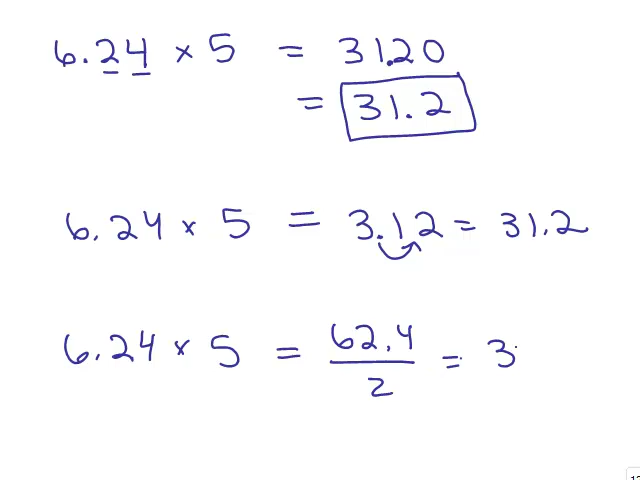 6.24 × 5 = 31.20
= 31.2
6.24 × 5 = 3.12 = 31.2
6.24 × 5 = 62.4/2 = 3